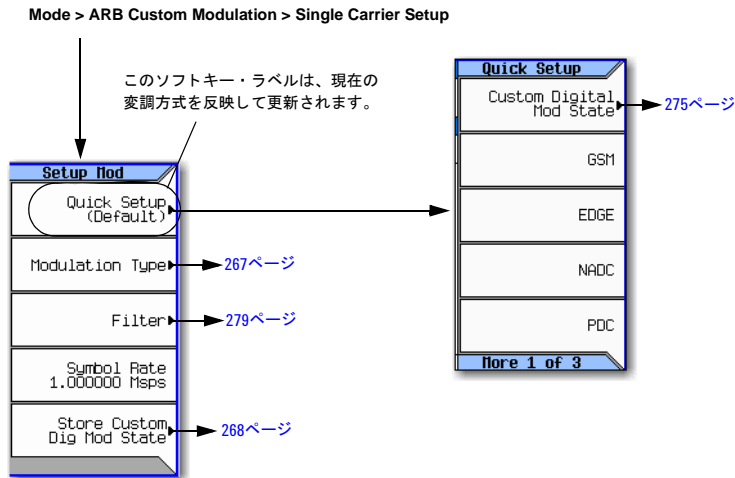 Mode > ARB Custom Modulation > Single Carrier Setup
このソフトキー・ラベルは、現在の
変調方式を反映して更新されます。
Setup Mod
Quick Setup
(Default)
Modulation Type
267ページ
Filter
279ページ
Symbol Rate
1.000000 Msps
Store Custom
Dig Mod State
268ページ
Quick Setup
Custom Digital
Mod State
275ページ
GSM
EDGE
NADC
PDC
More 1 of 3